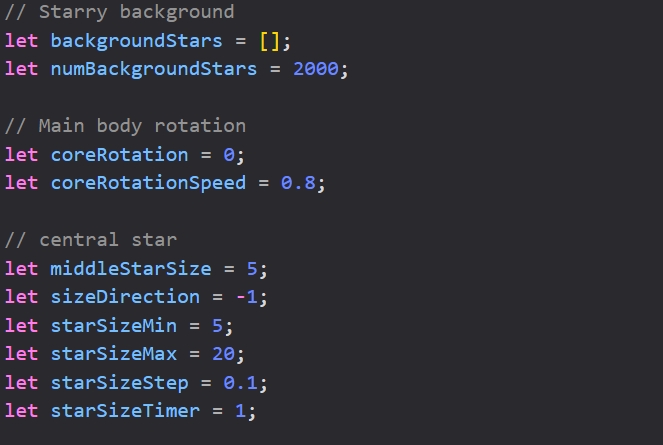 // Starry background
let backgroundStars = [];
let numBackgroundStars = 2000;
// Main body rotation
let coreRotation = 0;
let coreRotationSpeed = 0.8;
// central star
let middleStarSize = 5;
let sizeDirection = -1;
let starSizeMin = 5;
let starSizeMax = 20;
let starSizeStep = 0.1;
let starSizeTimer = 1;